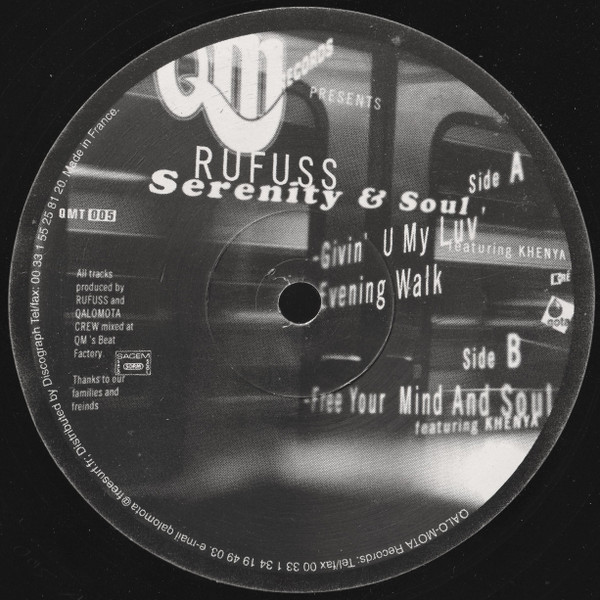 QM RECORDS
PRESENTS
RUFUSS
Serenity & Soul
Side A
-Givin' U My Luv'
featuring KHENYA
-Evening Walk
Side B
-Free Your Mind And Soul
featuring KHENYA
QMT 005
All tracks
produced by
RUFUSS and
QALOMOTA
CREW mixed at
QM 's Beat
Factory.
SACEM
SDRM
Thanks to our
families and
freinds
QALO-MOTA Records: Tel/fax 00 33 1 34 19 49 03. e-mail qalomota@freesurf.fr; Distributed by Discograph Tel/fax: 00 33 1 55 25 81 20. Made in France.